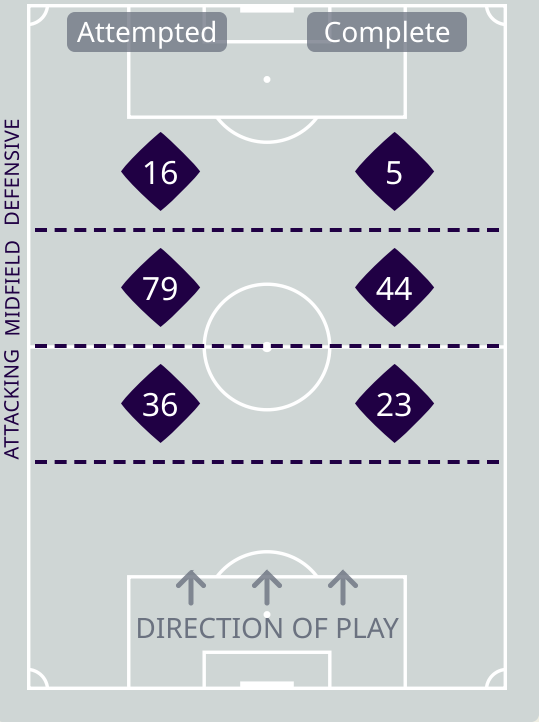 Attempted Complete
DEFENSIVE
16 5
MIDFIELD
79 44
ATTACKING
36 23
DIRECTION OF PLAY